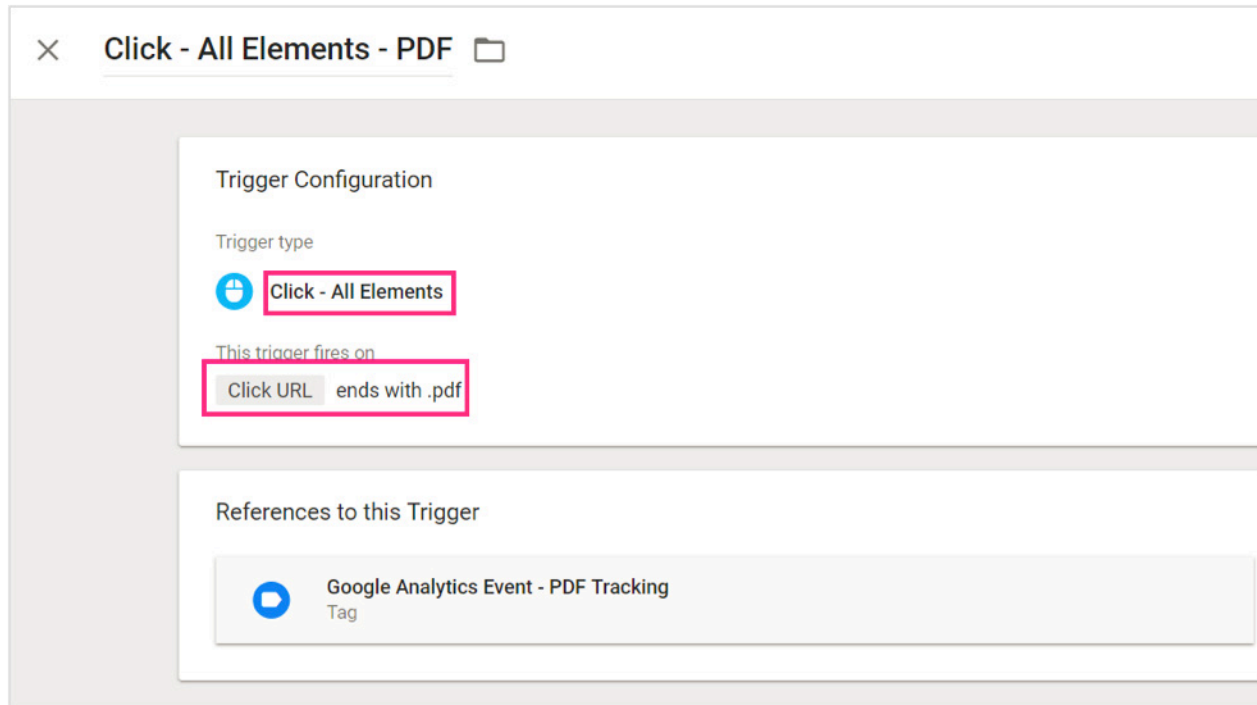 Click - All Elements - PDF
Trigger Configuration
Trigger type
Click - All Elements
This trigger fires on
Click URL ends with .pdf
References to this Trigger
Google Analytics Event - PDF Tracking
Tag